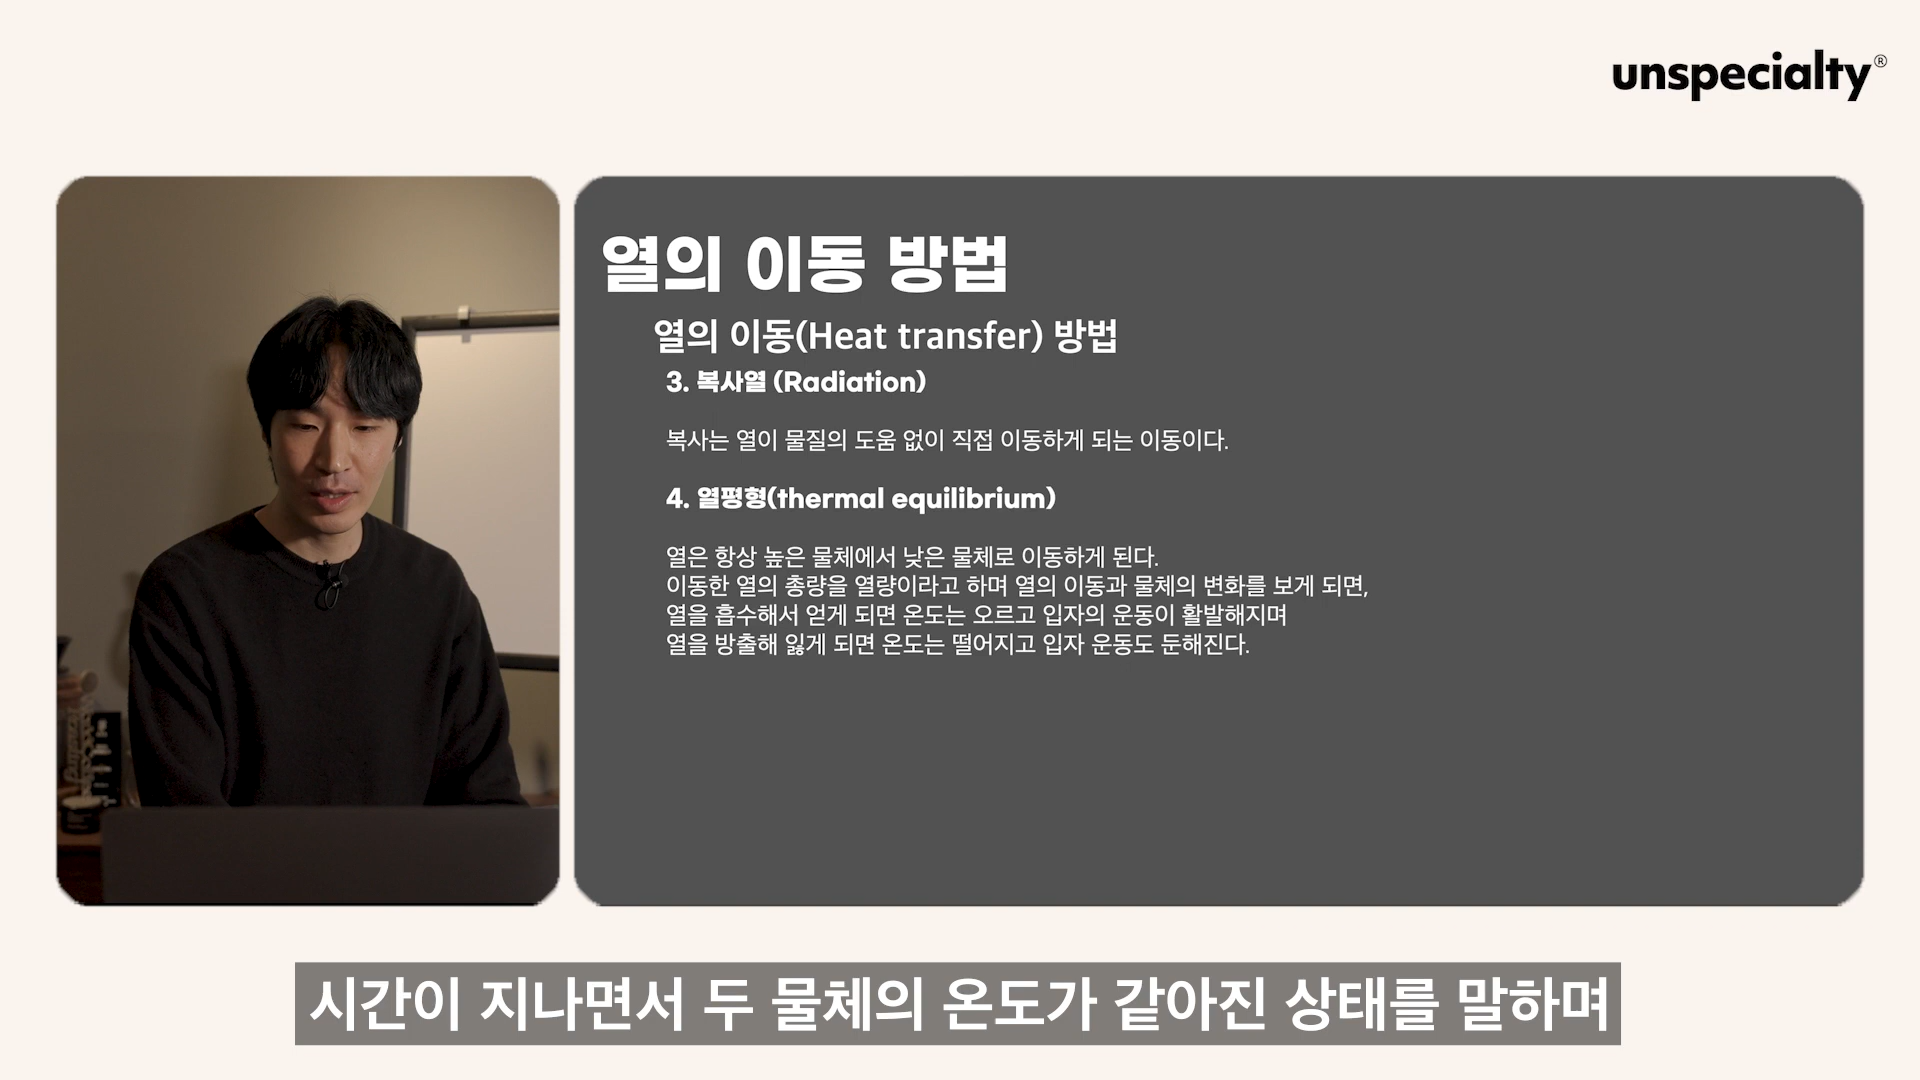 unspecialty®
열의 이동 방법
열의 이동(Heat transfer) 방법
3. 복사열 (Radiation)
복사는 열이 물질의 도움 없이 직접 이동하게 되는 이동이다.
4. 열평형(thermal equilibrium)
열은 항상 높은 물체에서 낮은 물체로 이동하게 된다.
이동한 열의 총량을 열량이라고 하며 열의 이동과 물체의 변화를 보게 되면,
열을 흡수해서 얻게 되면 온도는 오르고 입자의 운동이 활발해지며
열을 방출해 잃게 되면 온도는 떨어지고 입자 운동도 둔해진다.
시간이 지나면서 두 물체의 온도가 같아진 상태를 말하며